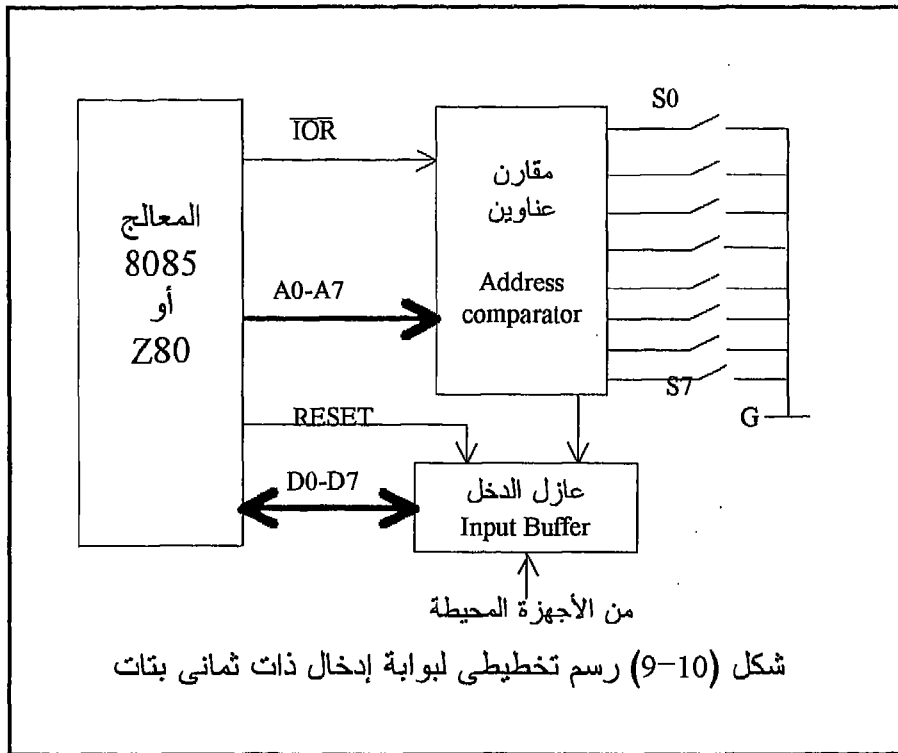 المعالج
8085
أو
Z80
IOR
A0-A7
RESET
D0-D7
مقارن
عناوين
Address
comparator
S0
S7
G
عازل الدخل
Input Buffer
من الأجهزة المحيطة
شكل (10-9) رسم تخطيطى لبوابة إدخال ذات ثمانى بتات